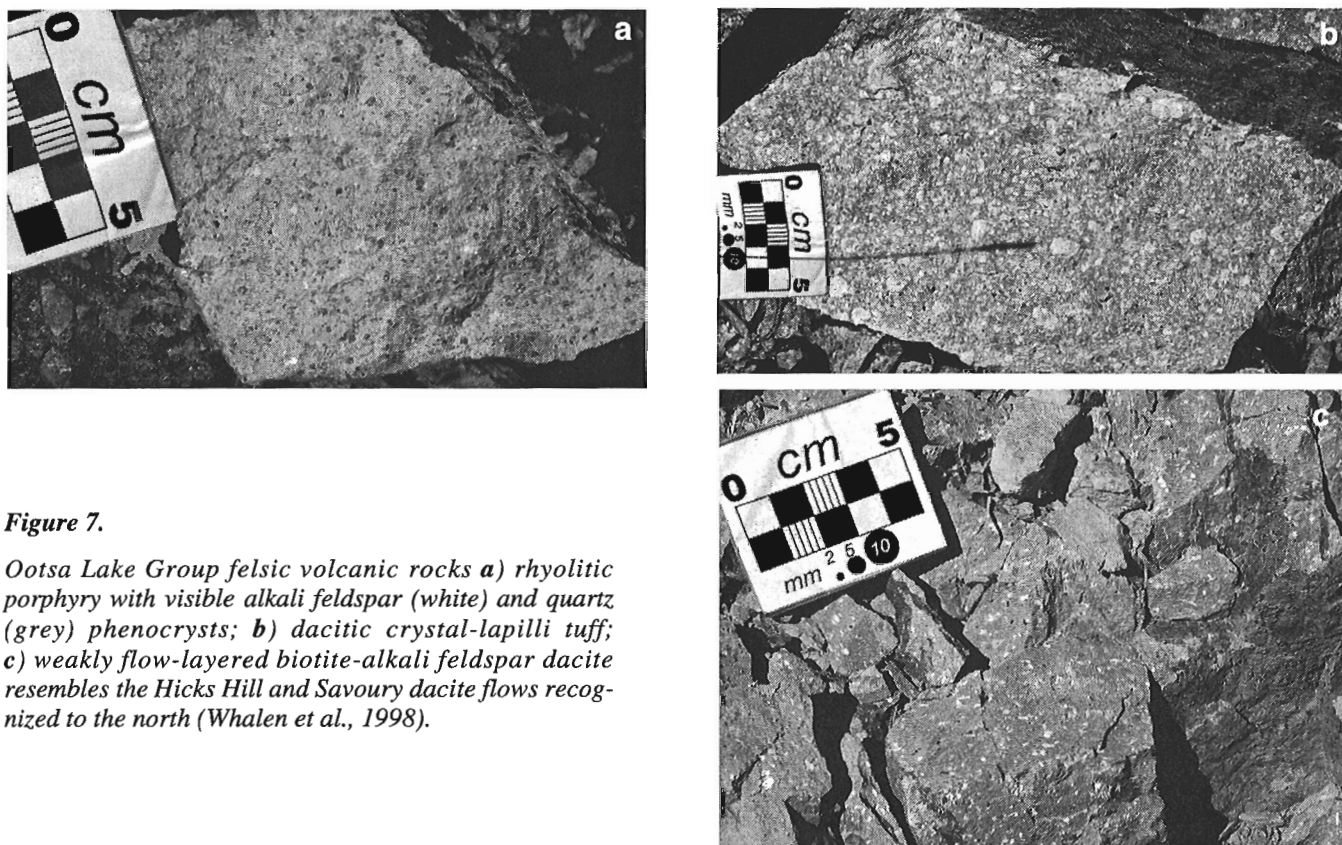 a
0
cm
5
b
0
cm
5
mm 2 5 10
c
0 cm 5
mm 2 5 10
Figure 7.
Ootsa Lake Group felsic volcanic rocks a) rhyolitic
porphyry with visible alkali feldspar (white) and quartz
(grey) phenocrysts; b) dacitic crystal-lapilli tuff;
c) weakly flow-layered biotite-alkali feldspar dacite
resembles the Hicks Hill and Savoury dacite flows recog-
nized to the north (Whalen et al., 1998).